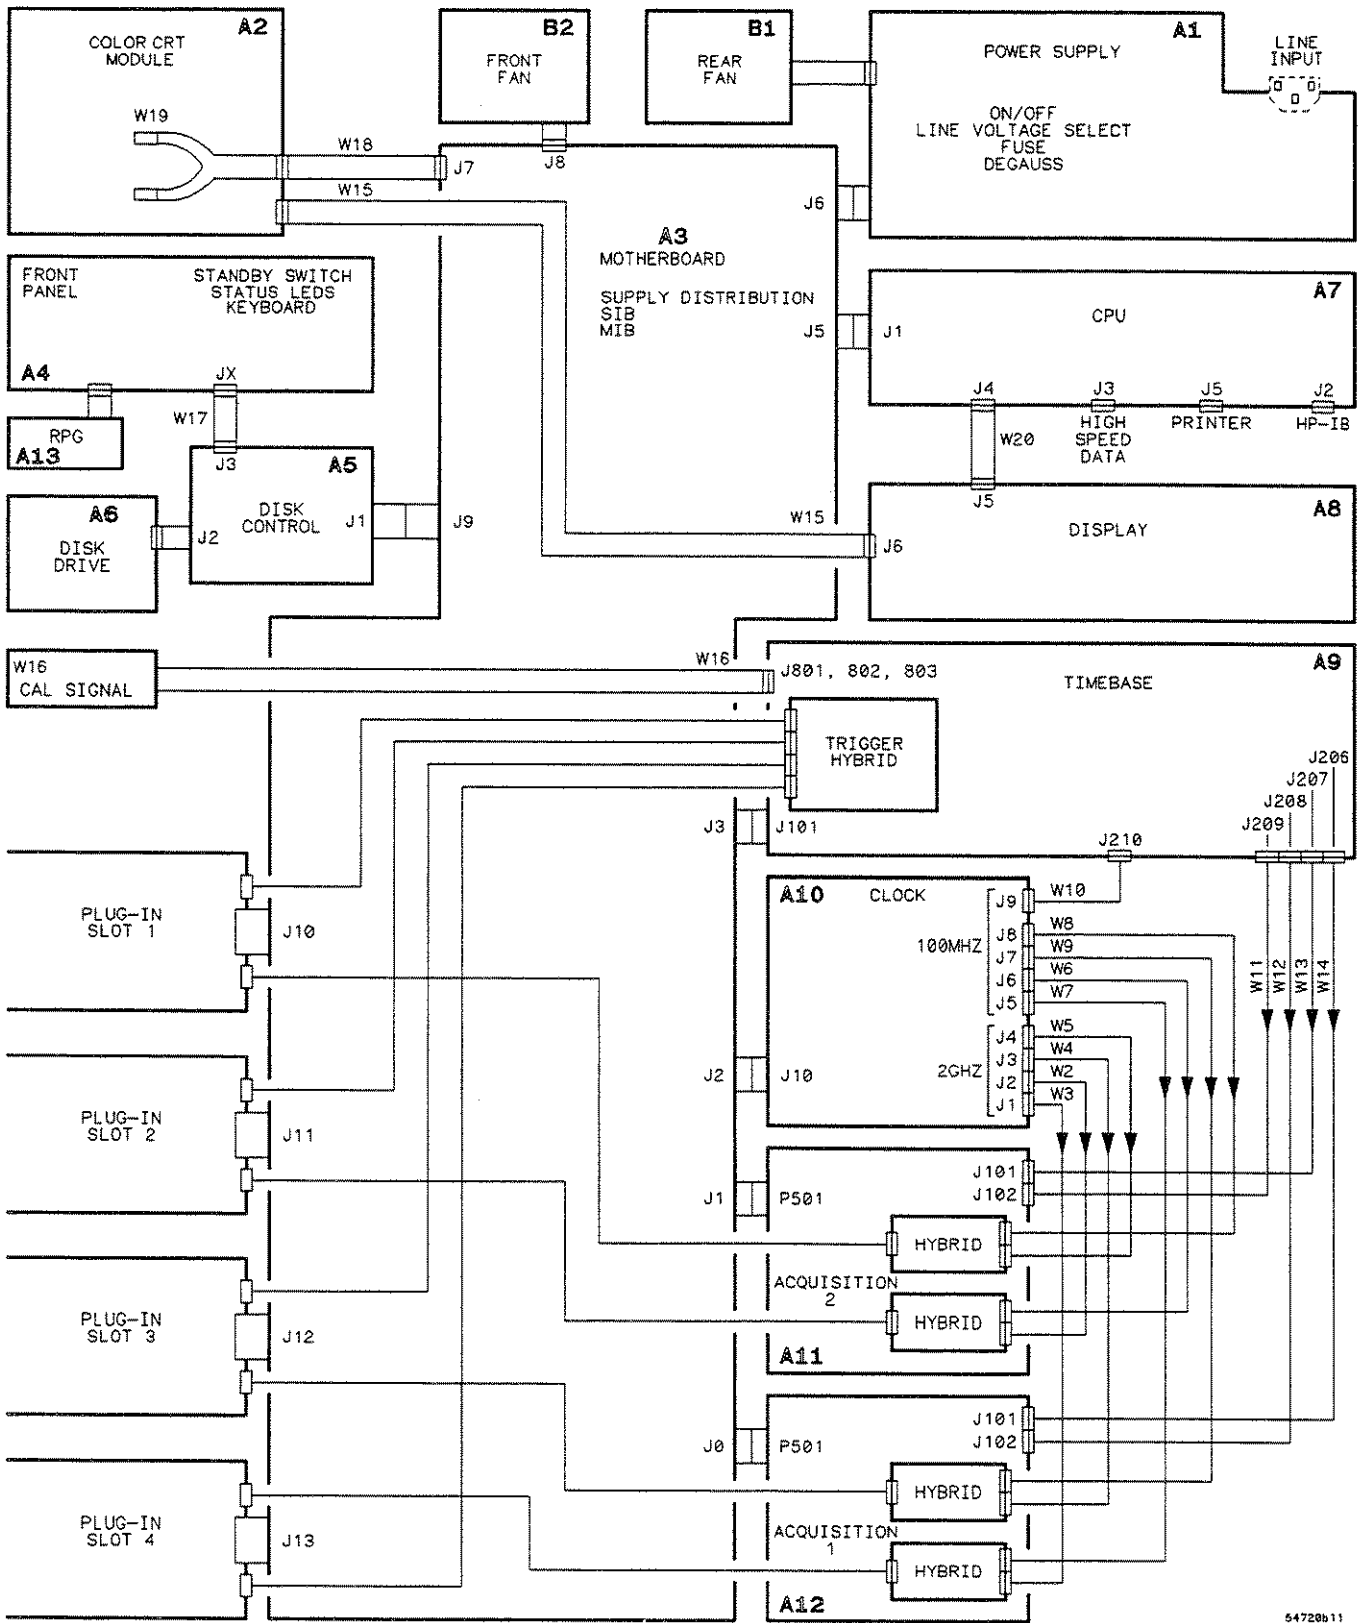 A2
COLOR CRT
MODULE
W19
B2
FRONT
FAN
B1
REAR
FAN
A1
POWER SUPPLY
LINE
INPUT
ON/OFF
LINE VOLTAGE SELECT
FUSE
DEGAUSS
W18
J7
J8
W15
J6
A3
MOTHERBOARD
SUPPLY DISTRIBUTION
SIB
MIB
J5
FRONT
PANEL
STANDBY SWITCH
STATUS LEDS
KEYBOARD
A4
JX
A7
CPU
J1
J4
J3
J5
J2
HIGH
SPEED
DATA
PRINTER
HP-IB
W17
W20
RPG
A13
J3
A5
DISK
CONTROL
J1
J9
J2
A6
DISK
DRIVE
J5
A8
DISPLAY
W15
J6
W16
CAL SIGNAL
W16
J801, 802, 803
A9
TIMEBASE
TRIGGER
HYBRID
J206
J207
J208
J209
J3
J101
J210
PLUG-IN
SLOT 1
J10
A10
CLOCK
J9
W10
100MHZ
J8
W8
J7
W9
J6
W6
J5
W7
W11
W12
W13
W14
J4
W5
J3
W4
2GHZ
J2
W2
J1
W3
J2
J10
PLUG-IN
SLOT 2
J11
J1
P501
J101
J102
HYBRID
ACQUISITION
2
HYBRID
A11
PLUG-IN
SLOT 3
J12
J0
P501
J101
J102
HYBRID
ACQUISITION
1
HYBRID
A12
PLUG-IN
SLOT 4
J13
54720b11